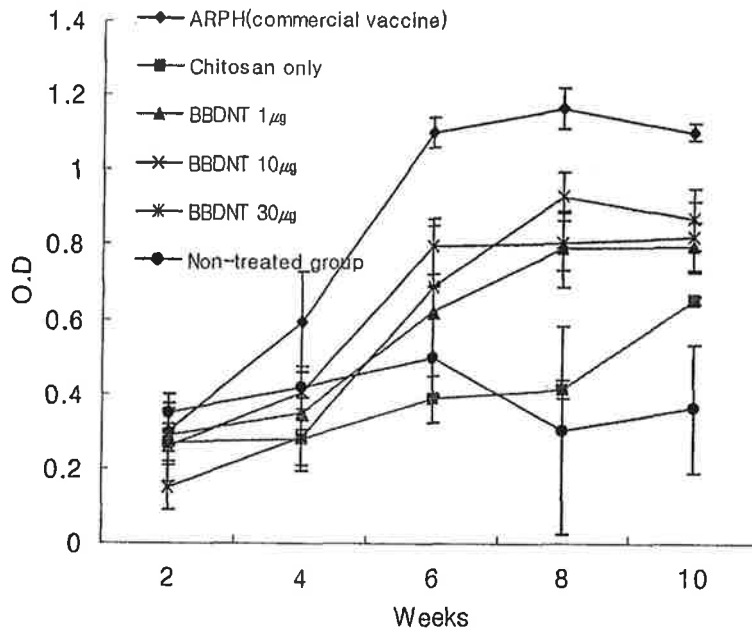 1.4
1.2
1
0.8
0.6
0.4
0.2
0
O.D
ARPH(commercial vaccine)
Chitosan only
BBDNT 1㎍
BBDNT 10㎍
BBDNT 30㎍
Non-treated group
2 4 6 8 10
Weeks